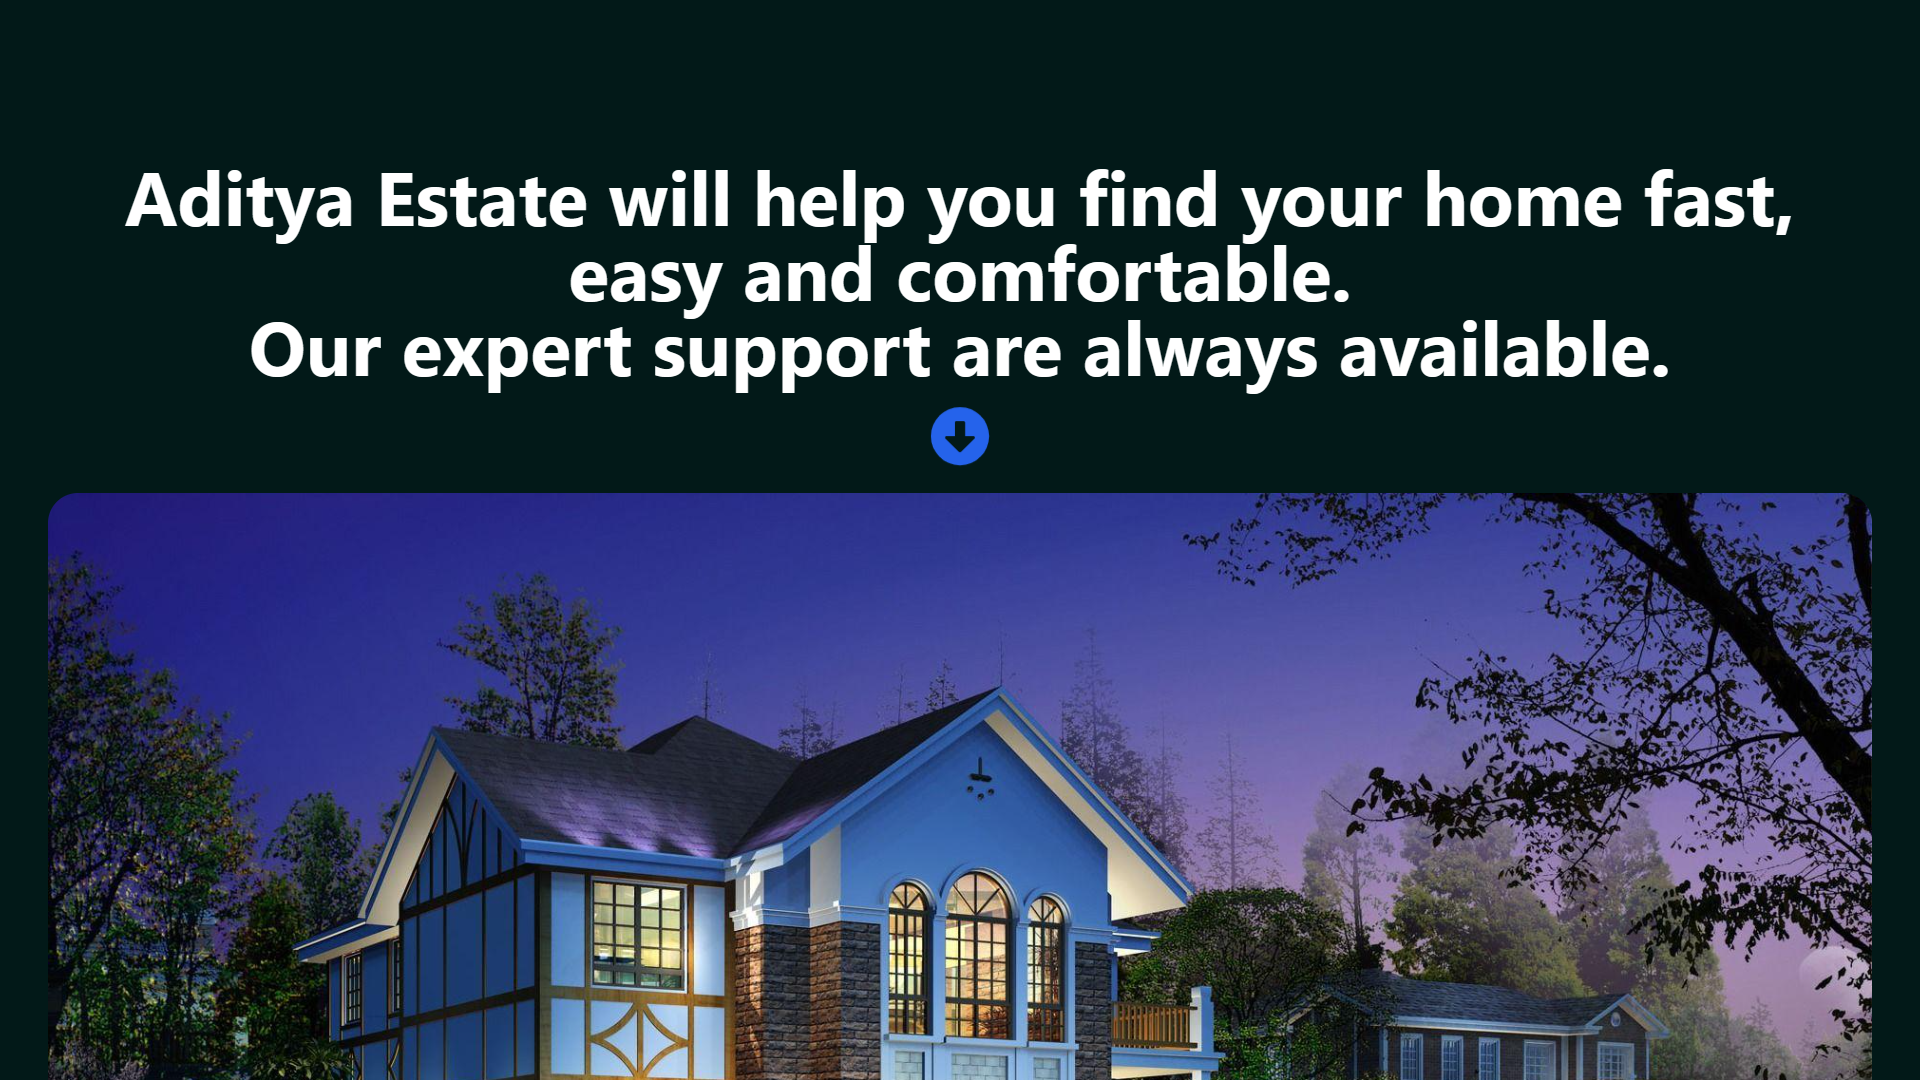 Aditya Estate will help you find your home fast,
easy and comfortable.
Our expert support are always available.